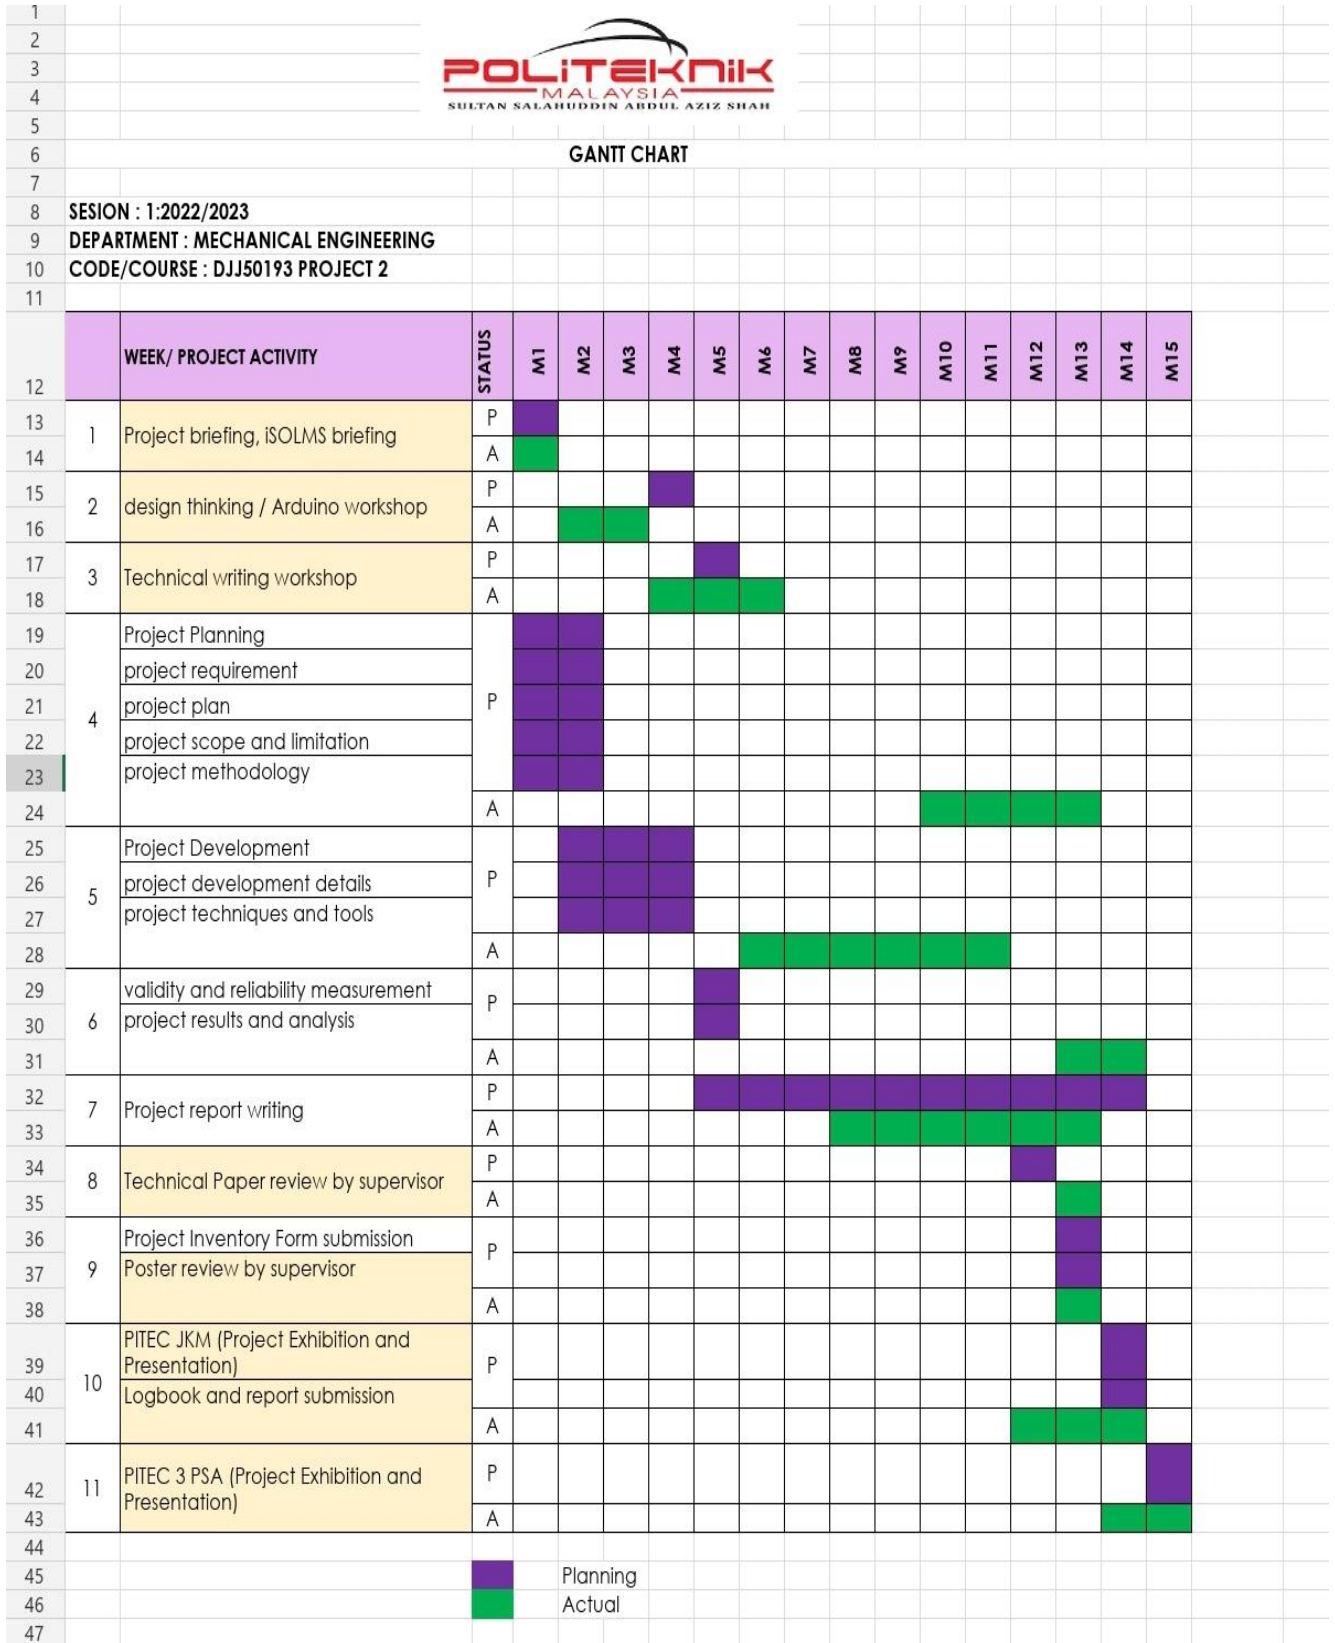 1
2
3
4
5
POLiTEKNiK
MALAYSIA
SULTAN SALAHUDDIN ABDUL AZIZ SHAH
6 GANTT CHART
7
8 SESION : 1:2022/2023
9 DEPARTMENT : MECHANICAL ENGINEERING
10 CODE/COURSE : DJJ50193 PROJECT 2
11
12 WEEK/ PROJECT ACTIVITY STATUS M1 M2 M3 M4 M5 M6 M7 M8 M9 M10 M11 M12 M13 M14 M15
13 P
1 Project briefing, iSOLMS briefing
14 A
15 P
2 design thinking / Arduino workshop
16 A
17 P
3 Technical writing workshop
18 A
19 Project Planning
20 project requirement
21 project plan P
4
22 project scope and limitation
23 project methodology
24 A
25 Project Development
26 project development details P
5
27 project techniques and tools
28 A
29 validity and reliability measurement
P
30 6 project results and analysis
31 A
32 P
7 Project report writing
33 A
34 P
8 Technical Paper review by supervisor
35 A
36 Project Inventory Form submission
P
37 9 Poster review by supervisor
38 A
PITEC JKM (Project Exhibition and
39 Presentation) P
10
40 Logbook and report submission
41 A
P
11 PITEC 3 PSA (Project Exhibition and
42 Presentation)
43 A
44
45 Planning
46 Actual
47